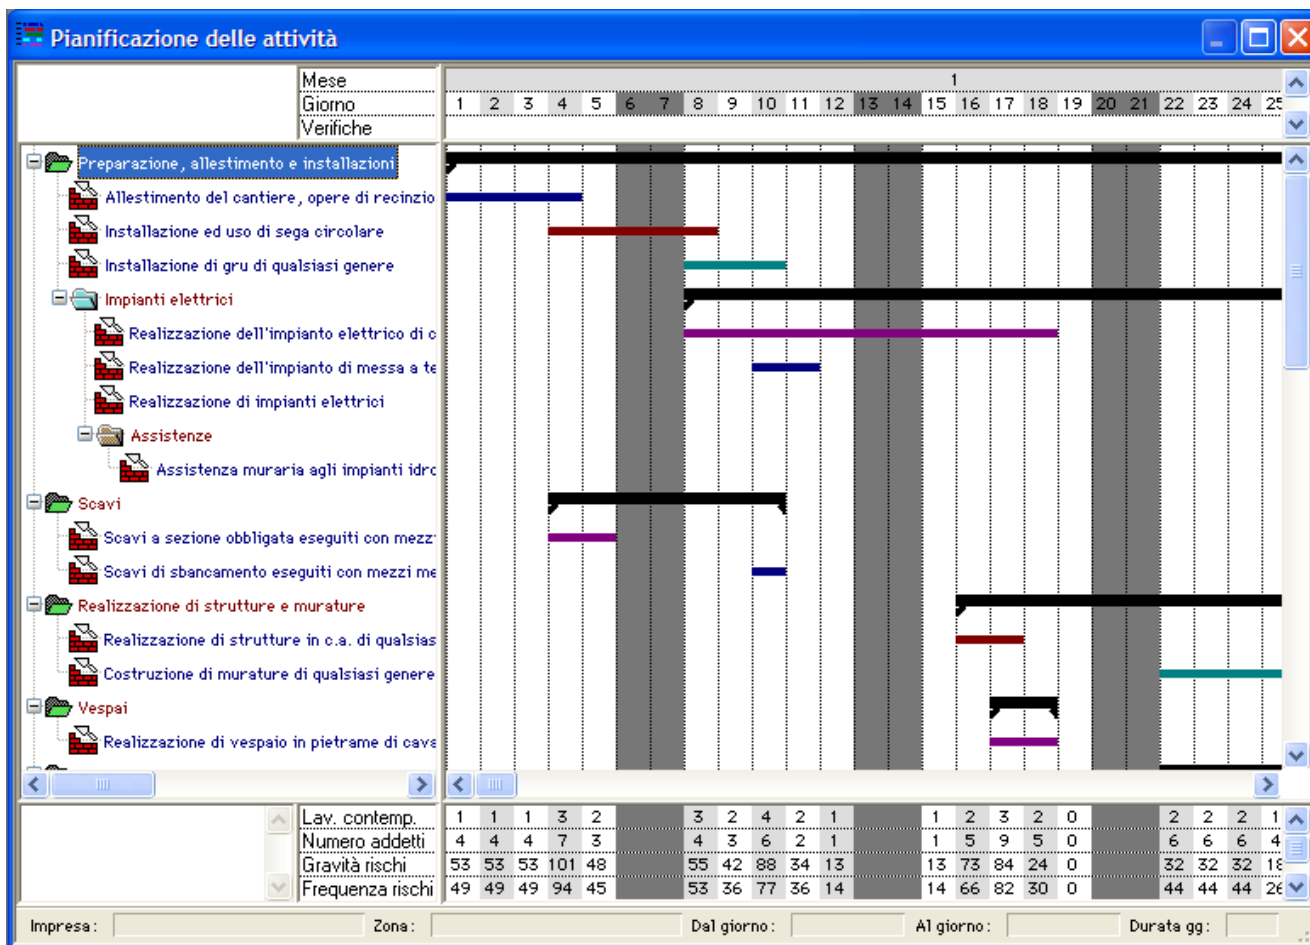 Pianificazione delle attività
Mese 1
Giorno 1 2 3 4 5 6 7 8 9 10 11 12 13 14 15 16 17 18 19 20 21 22 23 24 25
Verifiche
Preparazione, allestimento e installazioni
Allestimento del cantiere, opere di recinzio
Installazione ed uso di sega circolare
Installazione di gru di qualsiasi genere
Impianti elettrici
Realizzazione dell'impianto elettrico di c
Realizzazione dell'impianto di messa a te
Realizzazione di impianti elettrici
Assistenze
Assistenza muraria agli impianti idro
Scavi
Scavi a sezione obbligata eseguiti con mezz
Scavi di sbancamento eseguiti con mezzi me
Realizzazione di strutture e murature
Realizzazione di strutture in c.a. di qualsias
Costruzione di murature di qualsiasi genere
Vespai
Realizzazione di vespaio in pietrame di cava
Lav. contemp. 1 1 1 3 2 3 2 4 2 1 1 2 3 2 0 2 2 2 1
Numero addetti 4 4 4 7 3 4 3 6 2 1 1 5 9 5 0 6 6 6 4
Gravità rischi 53 53 53 101 48 55 42 88 34 13 13 73 84 24 0 32 32 32 18
Frequenza rischi 49 49 49 94 45 53 36 77 36 14 14 66 82 30 0 44 44 44 26
Impresa: Zona: Dal giorno: Al giorno: Durata gg: